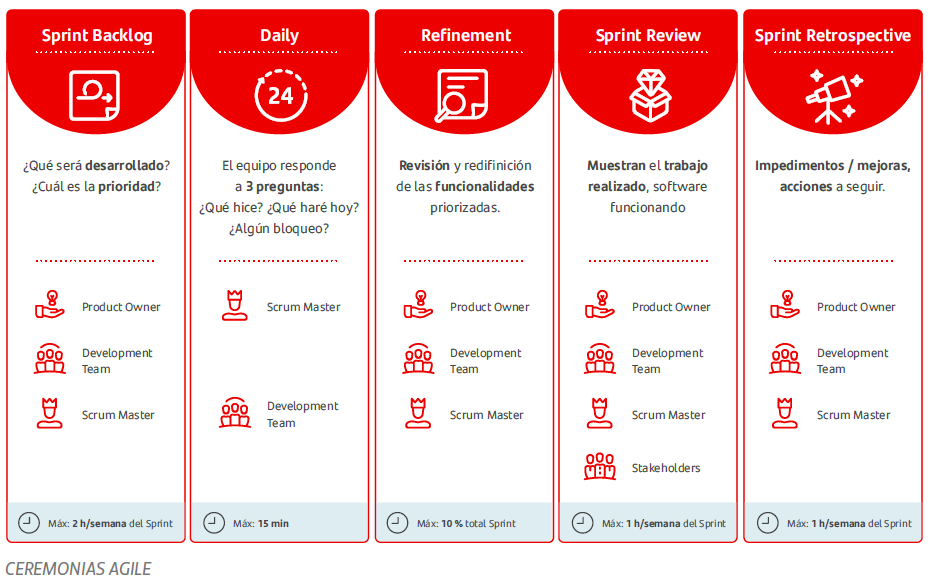 Sprint Backlog
¿Qué será desarrollado?
¿Cuál es la prioridad?
Product Owner
Development
Team
Scrum Master
Máx: 2 h/semana del Sprint
Daily
24
El equipo responde
a 3 preguntas:
¿Qué hice? ¿Qué haré hoy?
¿Algún bloqueo?
Scrum Master
Development
Team
Máx: 15 min
Refinement
Revisión y redifinición
de las funcionalidades
priorizadas.
Product Owner
Development
Team
Scrum Master
Máx: 10 % total Sprint
Sprint Review
Muestran el trabajo
realizado, software
funcionando
Product Owner
Development
Team
Scrum Master
Stakeholders
Máx: 1 h/semana del Sprint
Sprint Retrospective
Impedimentos / mejoras,
acciones a seguir.
Product Owner
Development
Team
Scrum Master
Máx: 1 h/semana del Sprint
CEREMONIAS AGILE